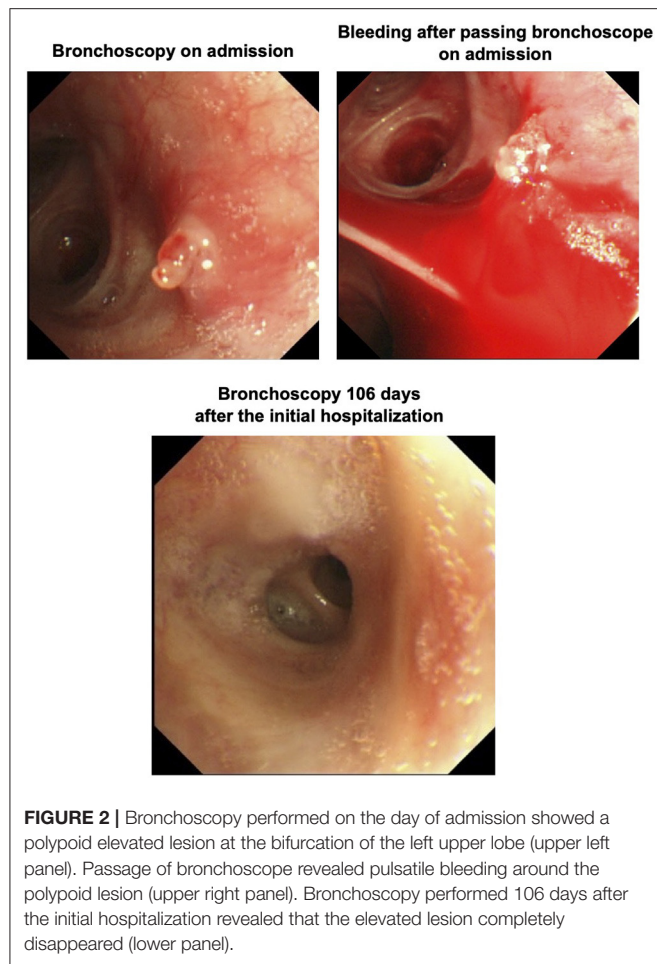 Bronchoscopy on admission
Bleeding after passing bronchoscope
on admission
Bronchoscopy 106 days
after the initial hospitalization
FIGURE 2 | Bronchoscopy performed on the day of admission showed a
polypoid elevated lesion at the bifurcation of the left upper lobe (upper left
panel). Passage of bronchoscope revealed pulsatile bleeding around the
polypoid lesion (upper right panel). Bronchoscopy performed 106 days after
the initial hospitalization revealed that the elevated lesion completely
disappeared (lower panel).